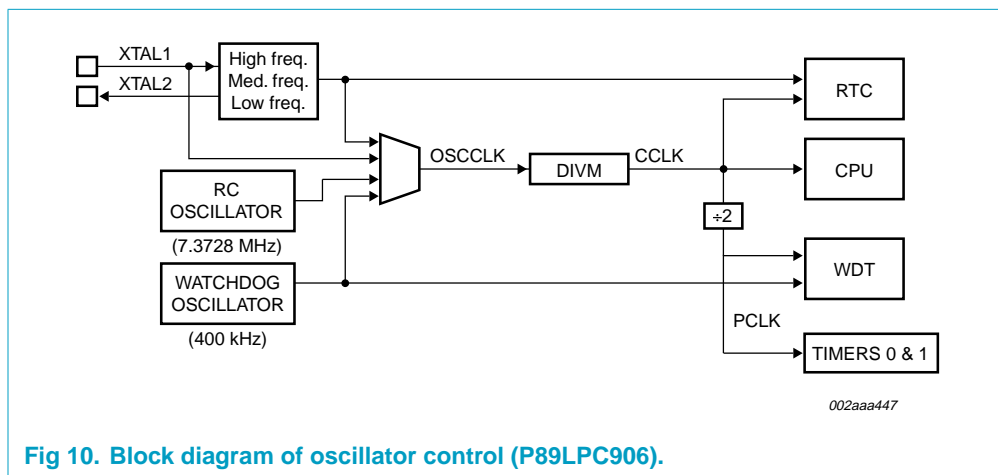 XTAL1
XTAL2
High freq.
Med. freq.
Low freq.
RTC
OSCCLK
DIVM
CCLK
CPU
RC
OSCILLATOR
(7.3728 MHz)
÷2
WATCHDOG
OSCILLATOR
(400 kHz)
WDT
PCLK
TIMERS 0 & 1
002aaa447
Fig 10. Block diagram of oscillator control (P89LPC906).